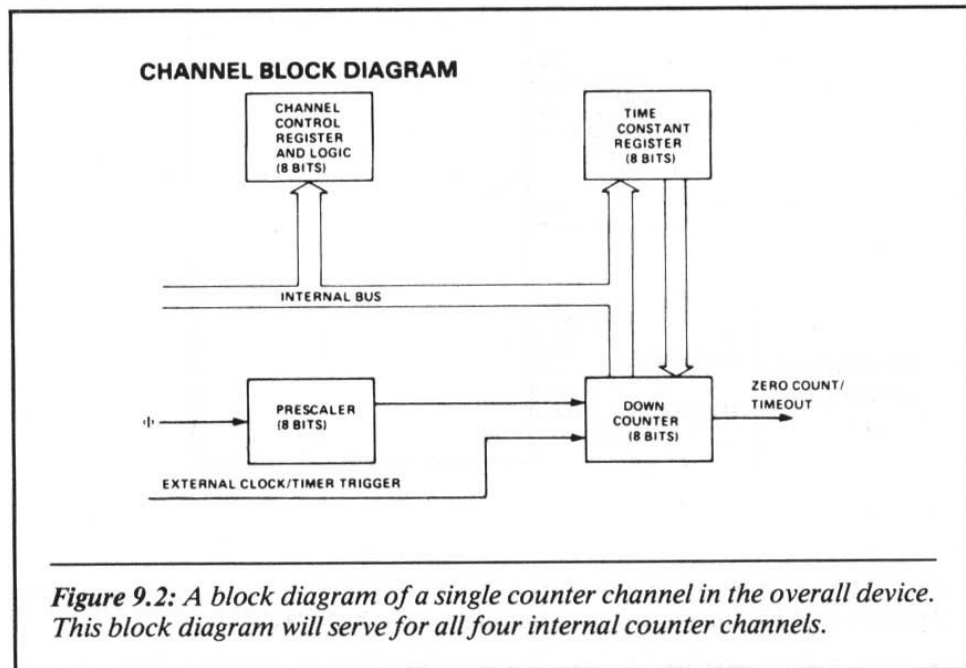 CHANNEL BLOCK DIAGRAM
CHANNEL
CONTROL
REGISTER
AND LOGIC
(8 BITS)
TIME
CONSTANT
REGISTER
(8 BITS)
INTERNAL BUS
PRESCALER
(8 BITS)
DOWN
COUNTER
(8 BITS)
ZERO COUNT/
TIMEOUT
EXTERNAL CLOCK/TIMER TRIGGER
Figure 9.2: A block diagram of a single counter channel in the overall device.
This block diagram will serve for all four internal counter channels.